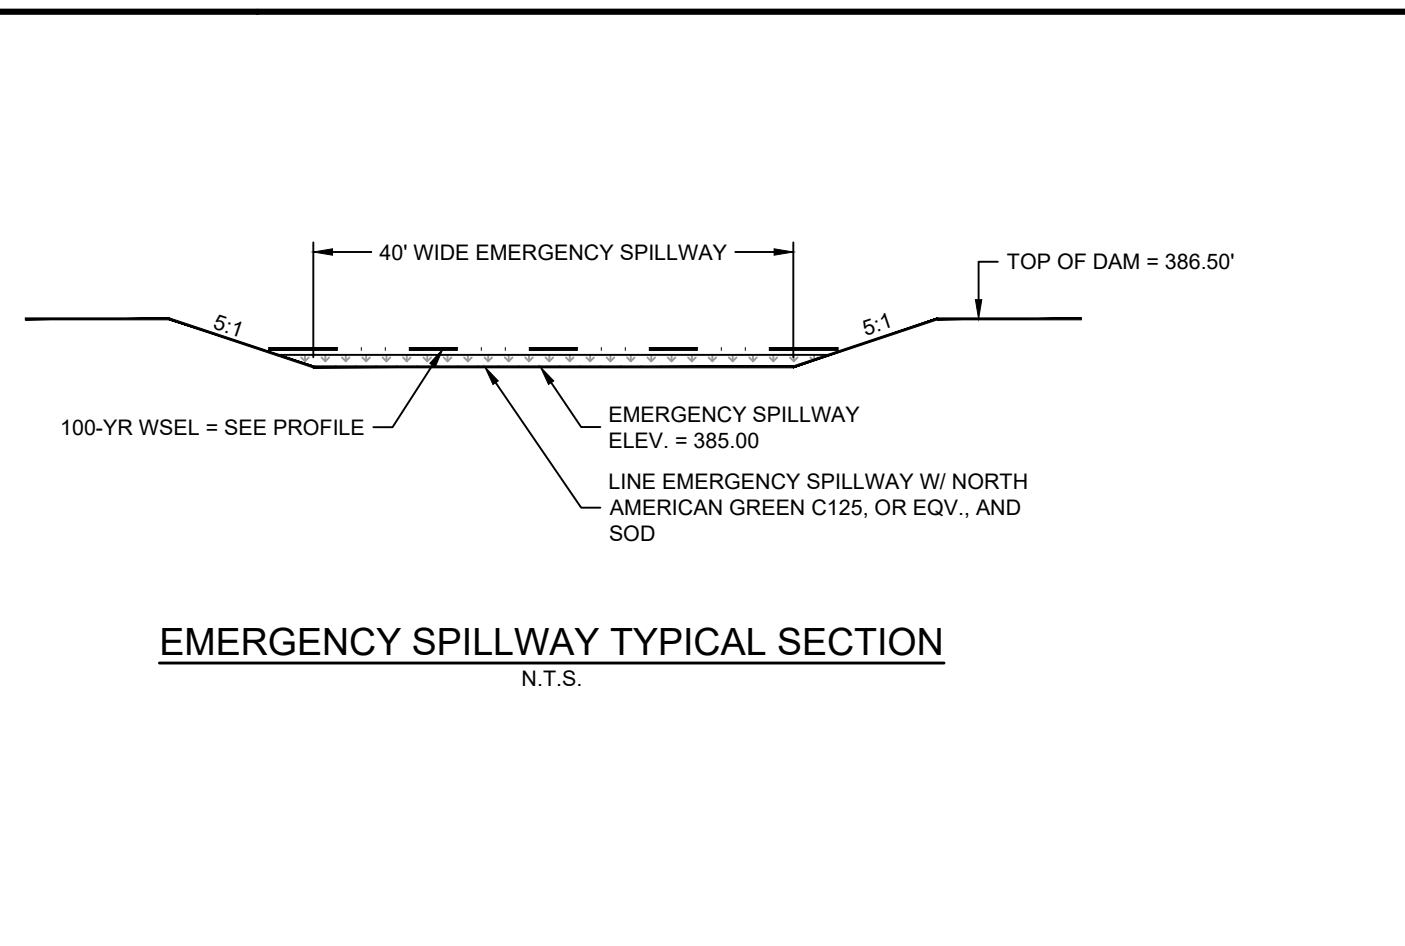 40' WIDE EMERGENCY SPILLWAY
TOP OF DAM = 386.50'
5:1
5:1
100-YR WSEL = SEE PROFILE
EMERGENCY SPILLWAY
ELEV. = 385.00
LINE EMERGENCY SPILLWAY W/ NORTH
AMERICAN GREEN C125, OR EQV., AND
SOD
EMERGENCY SPILLWAY TYPICAL SECTION
N.T.S.